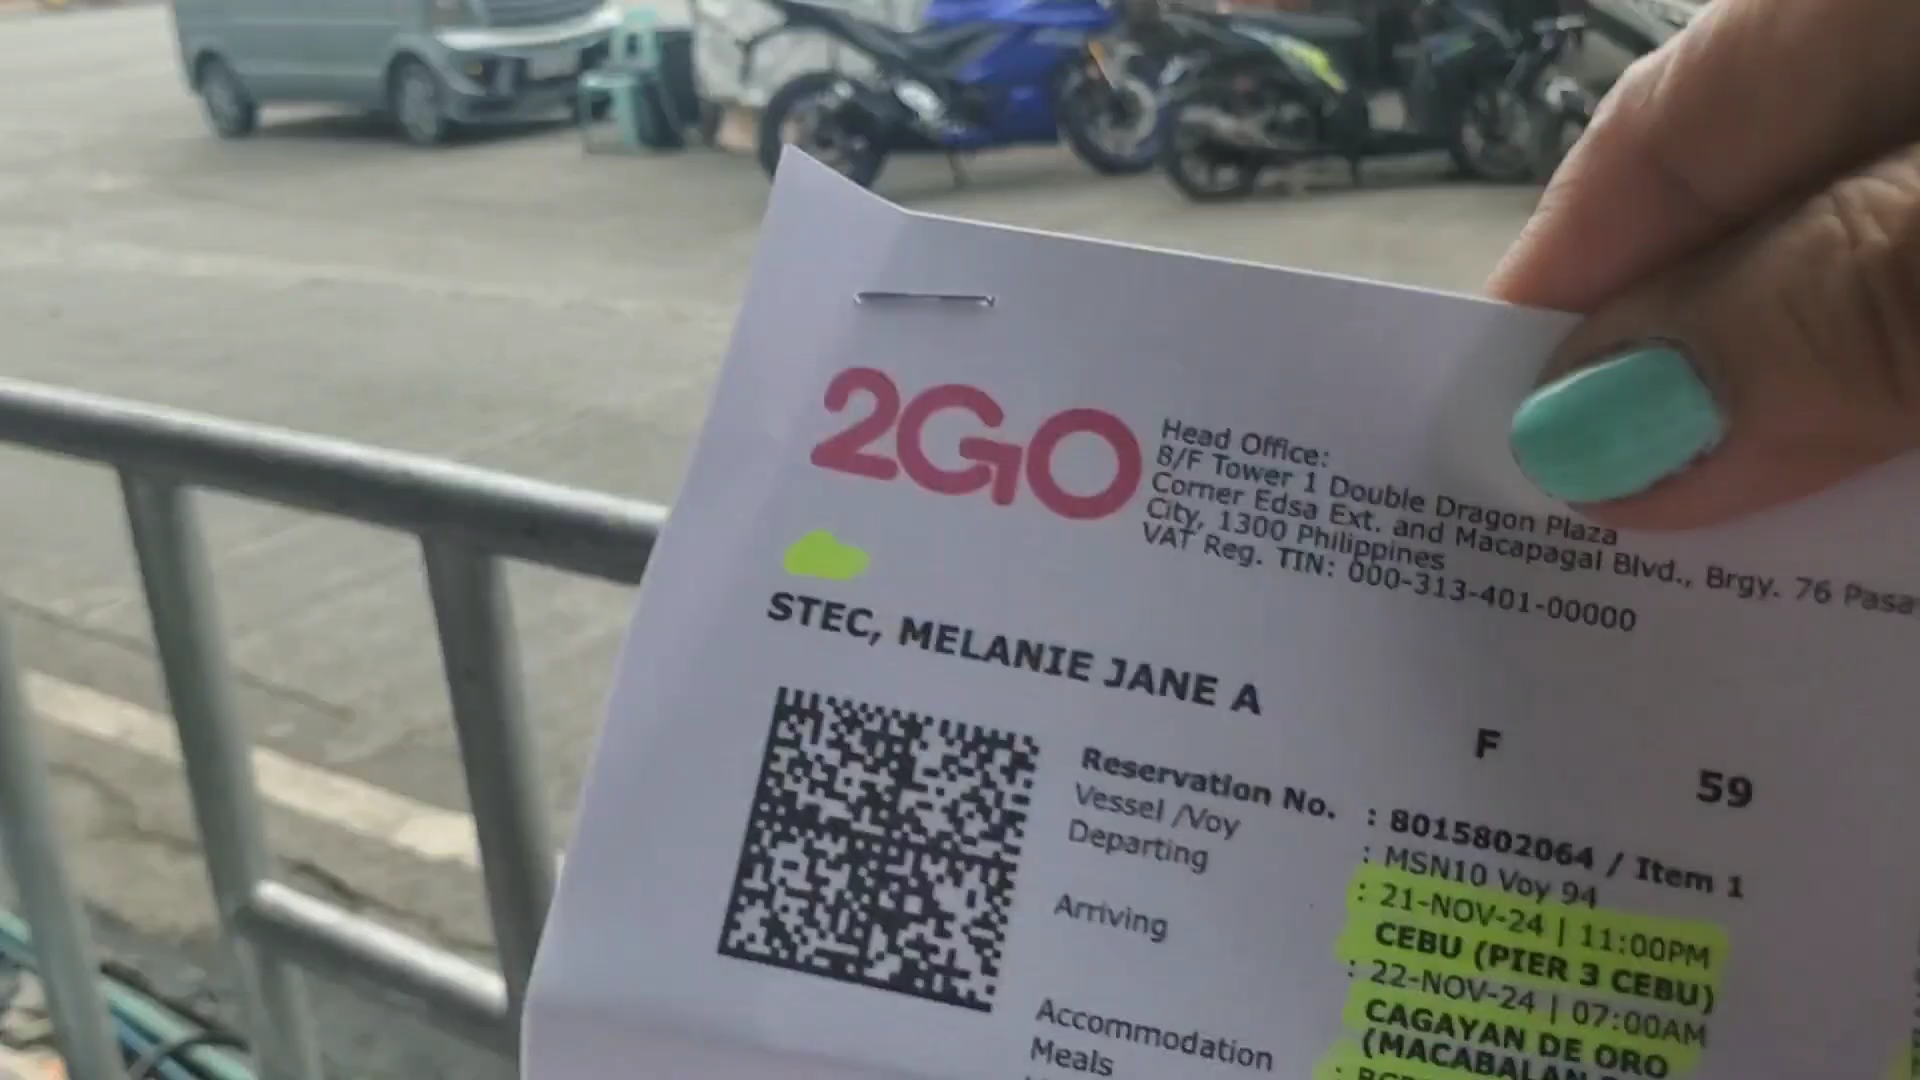 2GO
Head Office:
8/F Tower 1 Double Dragon Plaza
Corner Edsa Ext. and Macapagal Blvd., Brgy. 76 Pasa
City, 1300 Philippines
VAT Reg. TIN: 000-313-401-00000
STEC, MELANIE JANE A
F 59
Reservation No. : 8015802064 / Item 1
Vessel /Voy : MSN10 Voy 94
Departing : 21-NOV-24 | 11:00PM
CEBU (PIER 3 CEBU)
Arriving : 22-NOV-24 | 07:00AM
CAGAYAN DE ORO
(MACABALAN
Accommodation :
Meals